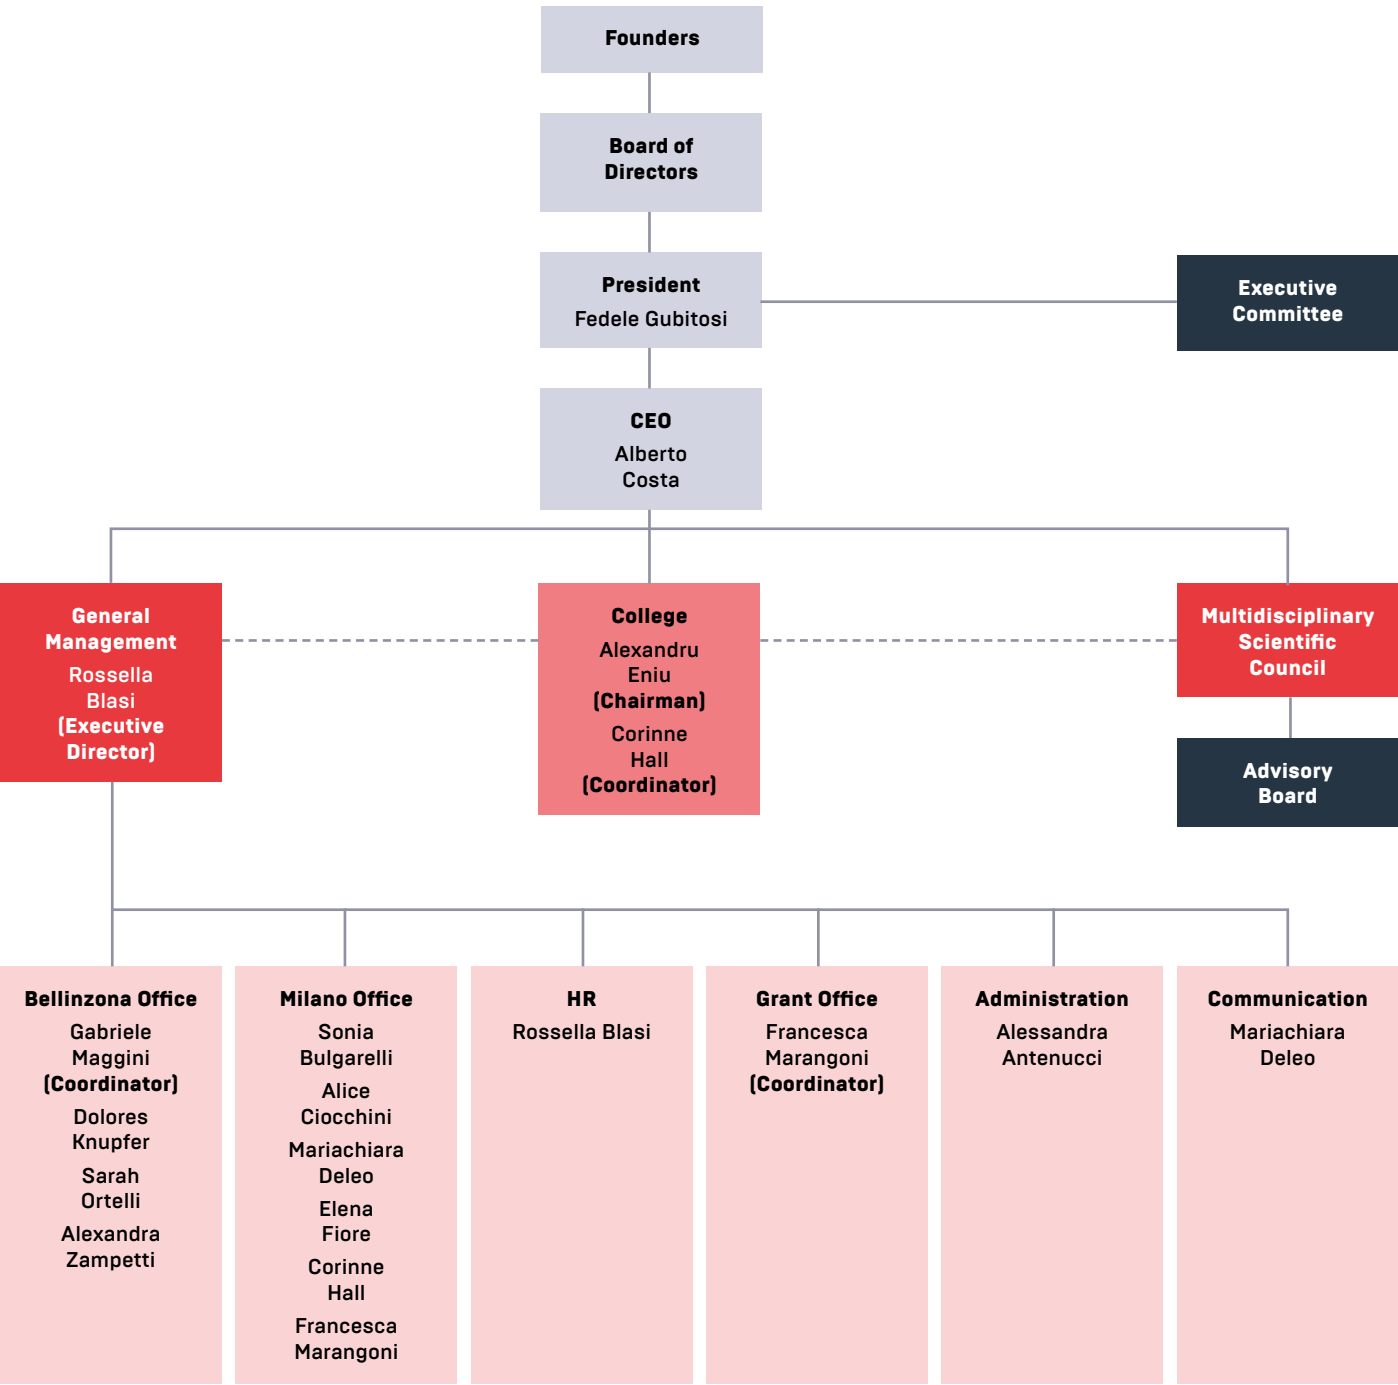 Founders
Board of
Directors
President
Fedele Gubitosi
Executive
Committee
CEO
Alberto
Costa
General
Management
Rossella
Blasi
(Executive
Director)
College
Alexandru
Eniu
(Chairman)
Corinne
Hall
(Coordinator)
Multidisciplinary
Scientific
Council
Advisory
Board
Bellinzona Office
Gabriele
Maggini
(Coordinator)
Dolores
Knupfer
Sarah
Ortelli
Alexandra
Zampetti
Milano Office
Sonia
Bulgarelli
Alice
Ciocchini
Mariachiara
Deleo
Elena
Fiore
Corinne
Hall
Francesca
Marangoni
HR
Rossella Blasi
Grant Office
Francesca
Marangoni
(Coordinator)
Administration
Alessandra
Antenucci
Communication
Mariachiara
Deleo